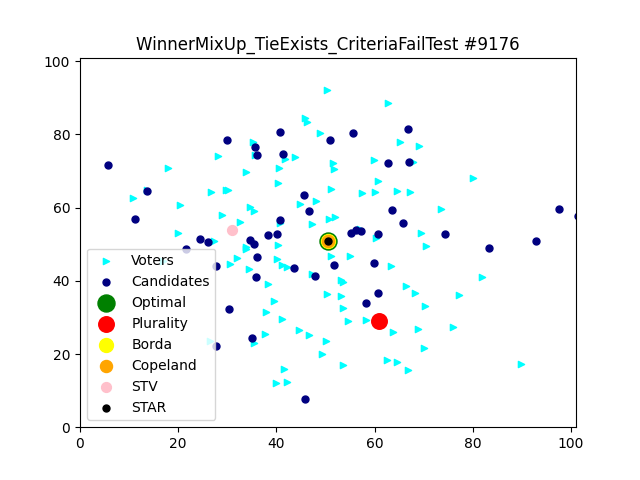 WinnerMixUp_TieExists_CriteriaFailTest #9176
100
80
60
40
20
0
Voters
Candidates
Optimal
Plurality
Borda
Copeland
STV
STAR
0 20 40 60 80 100